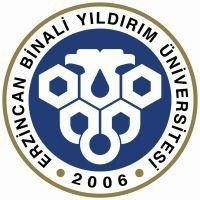 ERZİNCAN BİNALİ YILDIRIM ÜNİVERSİTESİ
· 2006 ·